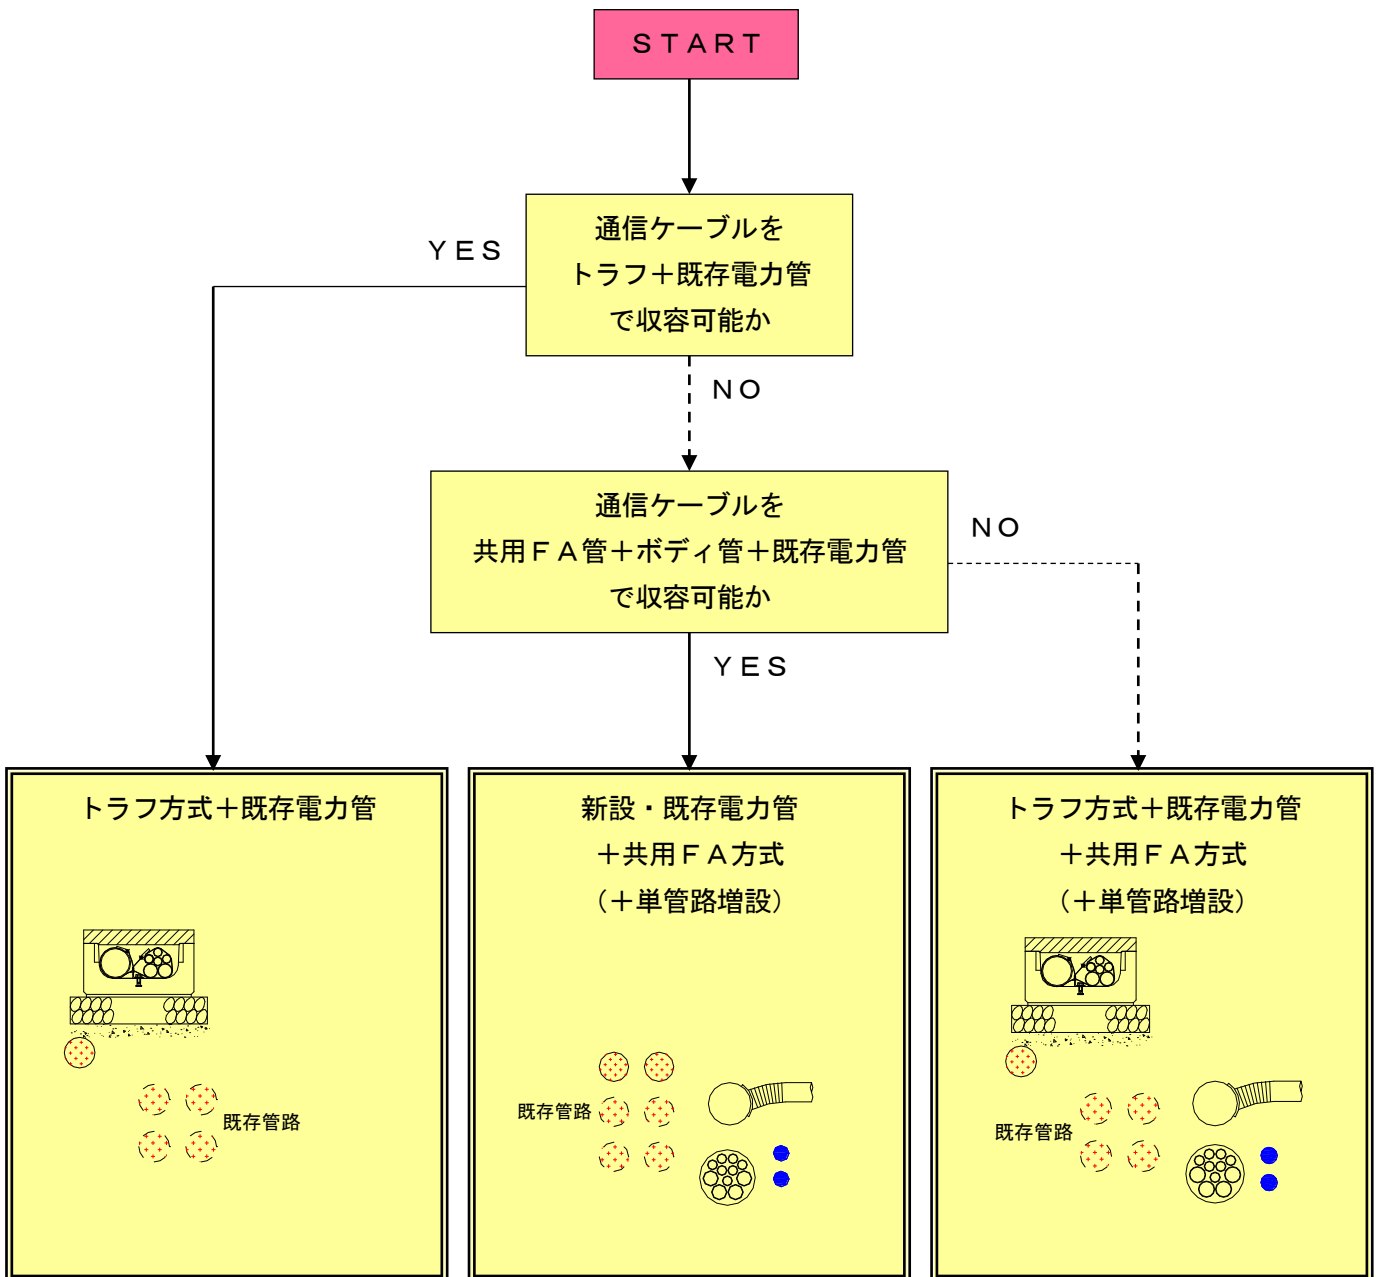 ＳＴＡＲＴ
通信ケーブルを
トラフ＋既存電力管
で収容可能か
ＹＥＳ
ＮＯ
通信ケーブルを
共用ＦＡ管＋ボディ管＋既存電力管
で収容可能か
ＮＯ
ＹＥＳ
トラフ方式＋既存電力管
既存管路
新設・既存電力管
＋共用ＦＡ方式
（＋単管路増設）
既存管路
トラフ方式＋既存電力管
＋共用ＦＡ方式
（＋単管路増設）
既存管路